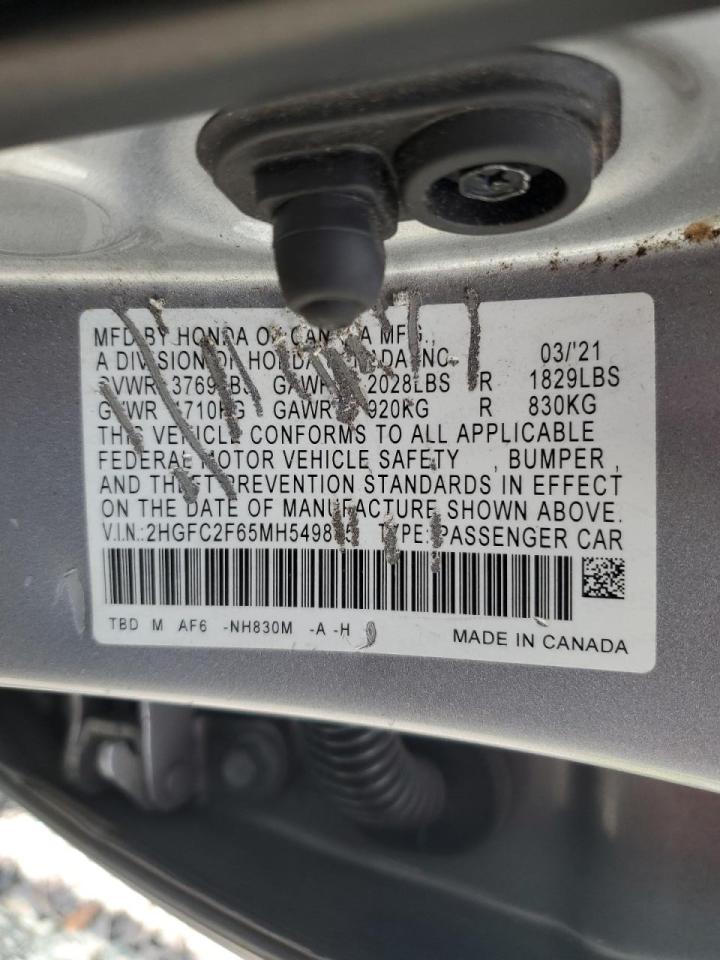 MFD BY HONDA OF CANADA MFG.,
A DIVISION OF HONDA CANADA INC. 03/'21
GVWR LBS GAWR 2028LBS R 1829LBS
GVWR GAWR 920KG R 830KG
THIS VEHICLE CONFORMS TO ALL APPLICABLE
FEDERAL MOTOR VEHICLE SAFETY , BUMPER ,
AND THEFT PREVENTION STANDARDS IN EFFECT
ON THE DATE OF MANUFACTURE SHOWN ABOVE.
V.I.N.: TYPE: PASSENGER CAR
TBD M AF6 -NH830M -A -H
MADE IN CANADA